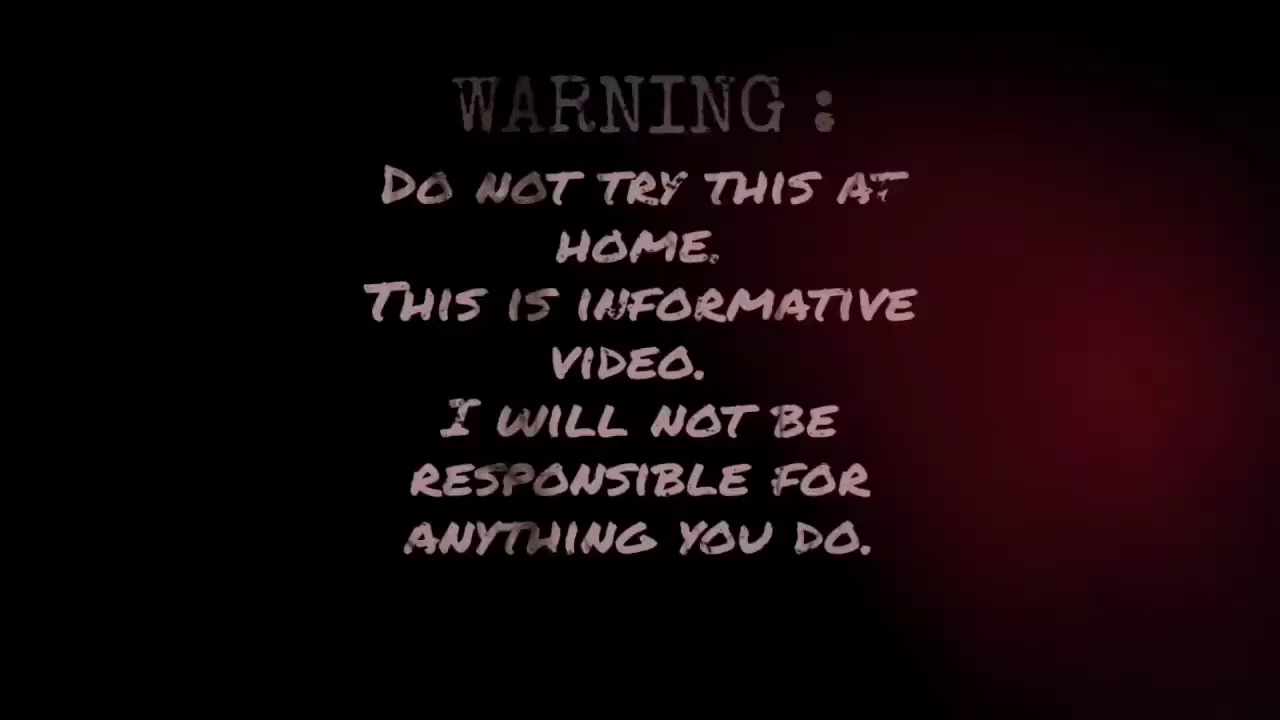 WARNING :
DO NOT TRY THIS AT
HOME.
THIS IS INFORMATIVE
VIDEO.
I WILL NOT BE
RESPONSIBLE FOR
ANYTHING YOU DO.